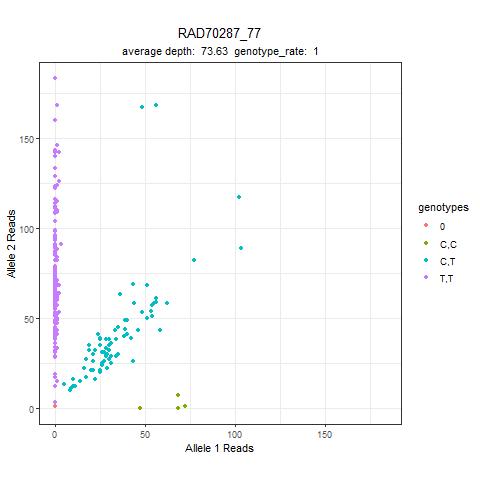 RAD70287_77
average depth: 73.63 genotype_rate: 1
150
100
50
0
0
50
100
150
Allele 1 Reads
Allele 2 Reads
genotypes
0
C,C
C,T
T,T